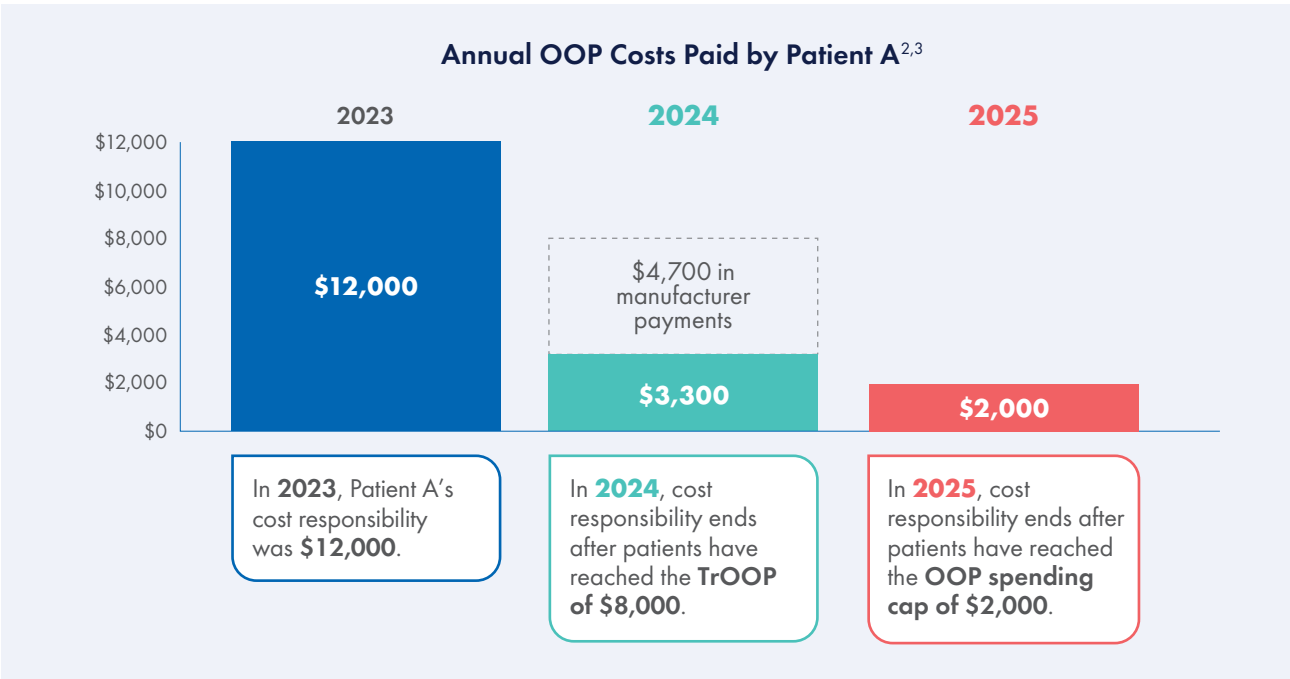 Annual OOP Costs Paid by Patient A2,3
2023
2024
2025
$12,000
$10,000
$8,000
$6,000
$4,000
$2,000
$0
$12,000
$4,700 in
manufacturer
payments
$3,300
$2,000
In 2023, Patient A’s
cost responsibility
was $12,000.
In 2024, cost
responsibility ends
after patients have
reached the TrOOP
of $8,000.
In 2025, cost
responsibility ends after
patients have reached
the OOP spending
cap of $2,000.